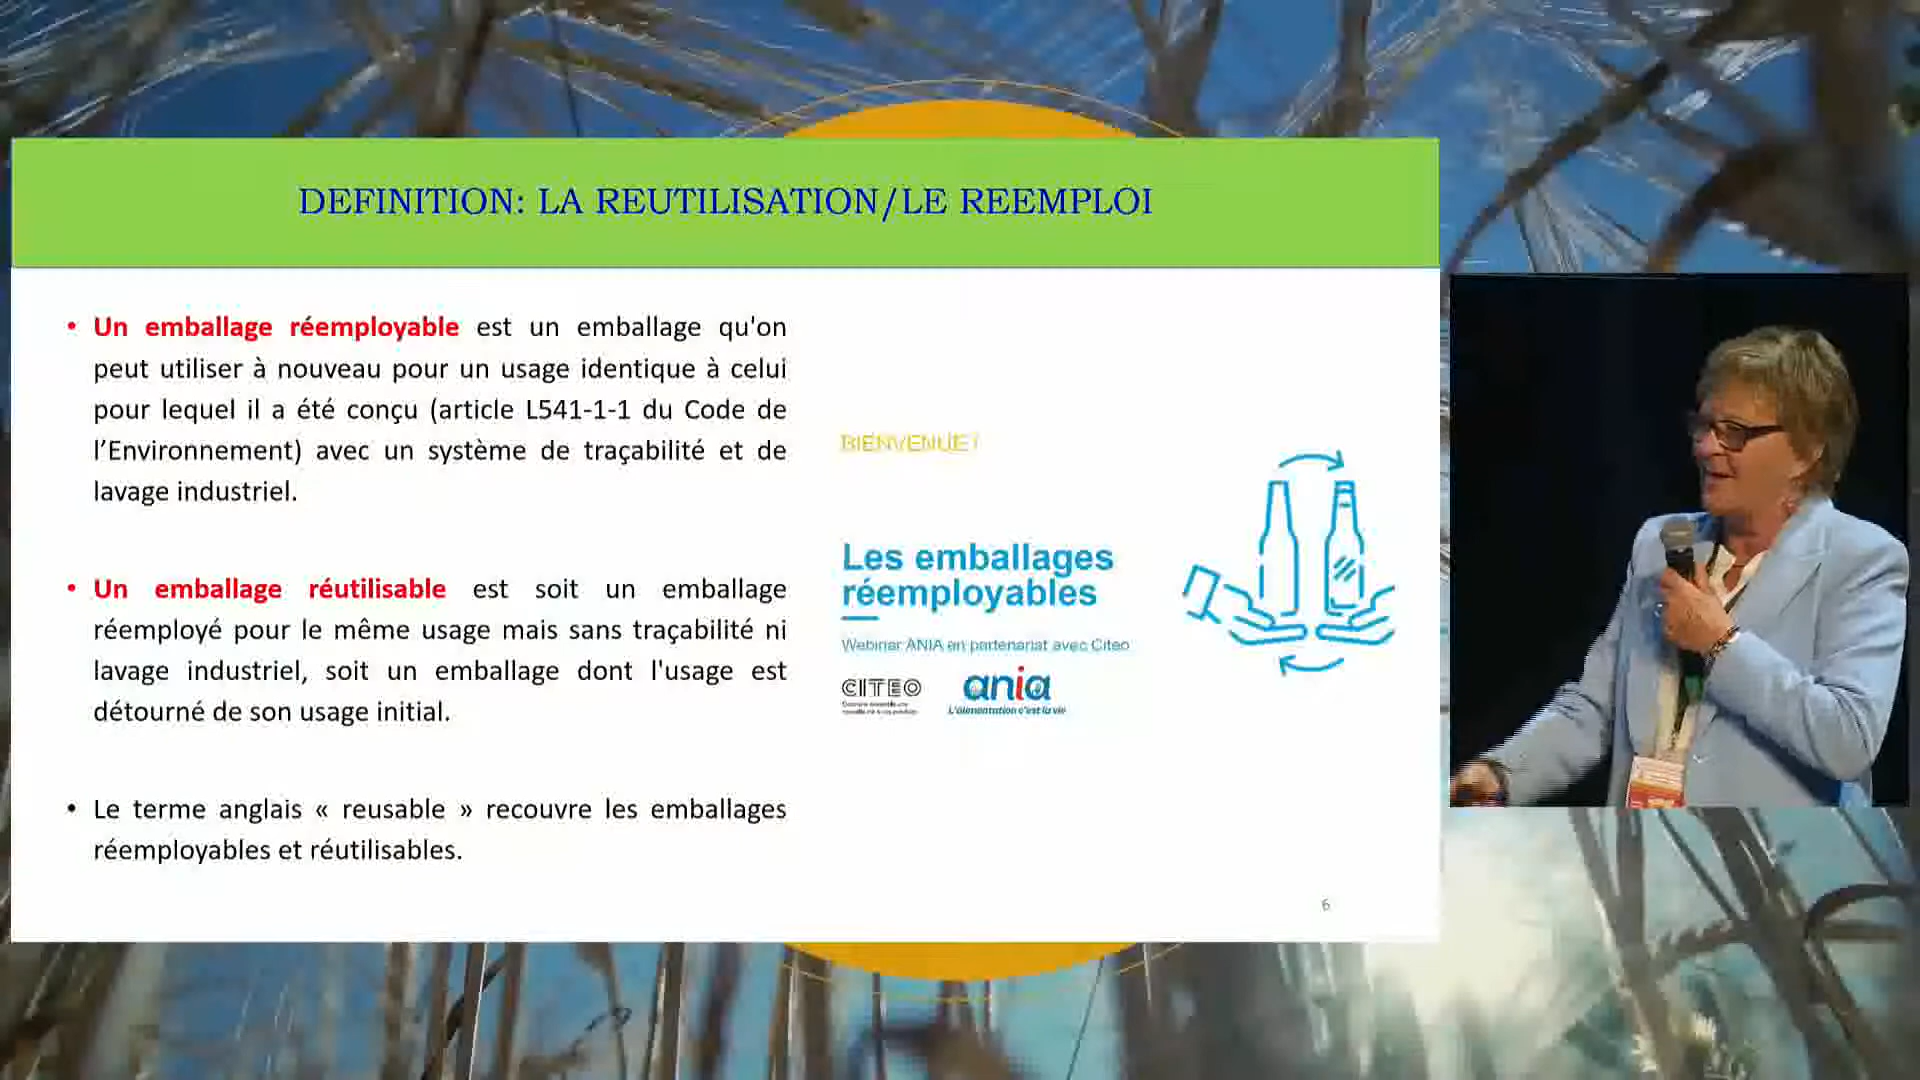 DEFINITION: LA REUTILISATION/LE REEMPLOI
• Un emballage réemployable est un emballage qu'on
peut utiliser à nouveau pour un usage identique à celui
pour lequel il a été conçu (article L541-1-1 du Code de
l’Environnement) avec un système de traçabilité et de
lavage industriel.
• Un emballage réutilisable est soit un emballage
réemployé pour le même usage mais sans traçabilité ni
lavage industriel, soit un emballage dont l'usage est
détourné de son usage initial.
• Le terme anglais « reusable » recouvre les emballages
réemployables et réutilisables.
BIENVENUE !
Les emballages
réemployables
Webinar ANIA en partenariat avec Citeo
CITEO
ania
L'alimentation c'est la vie
6